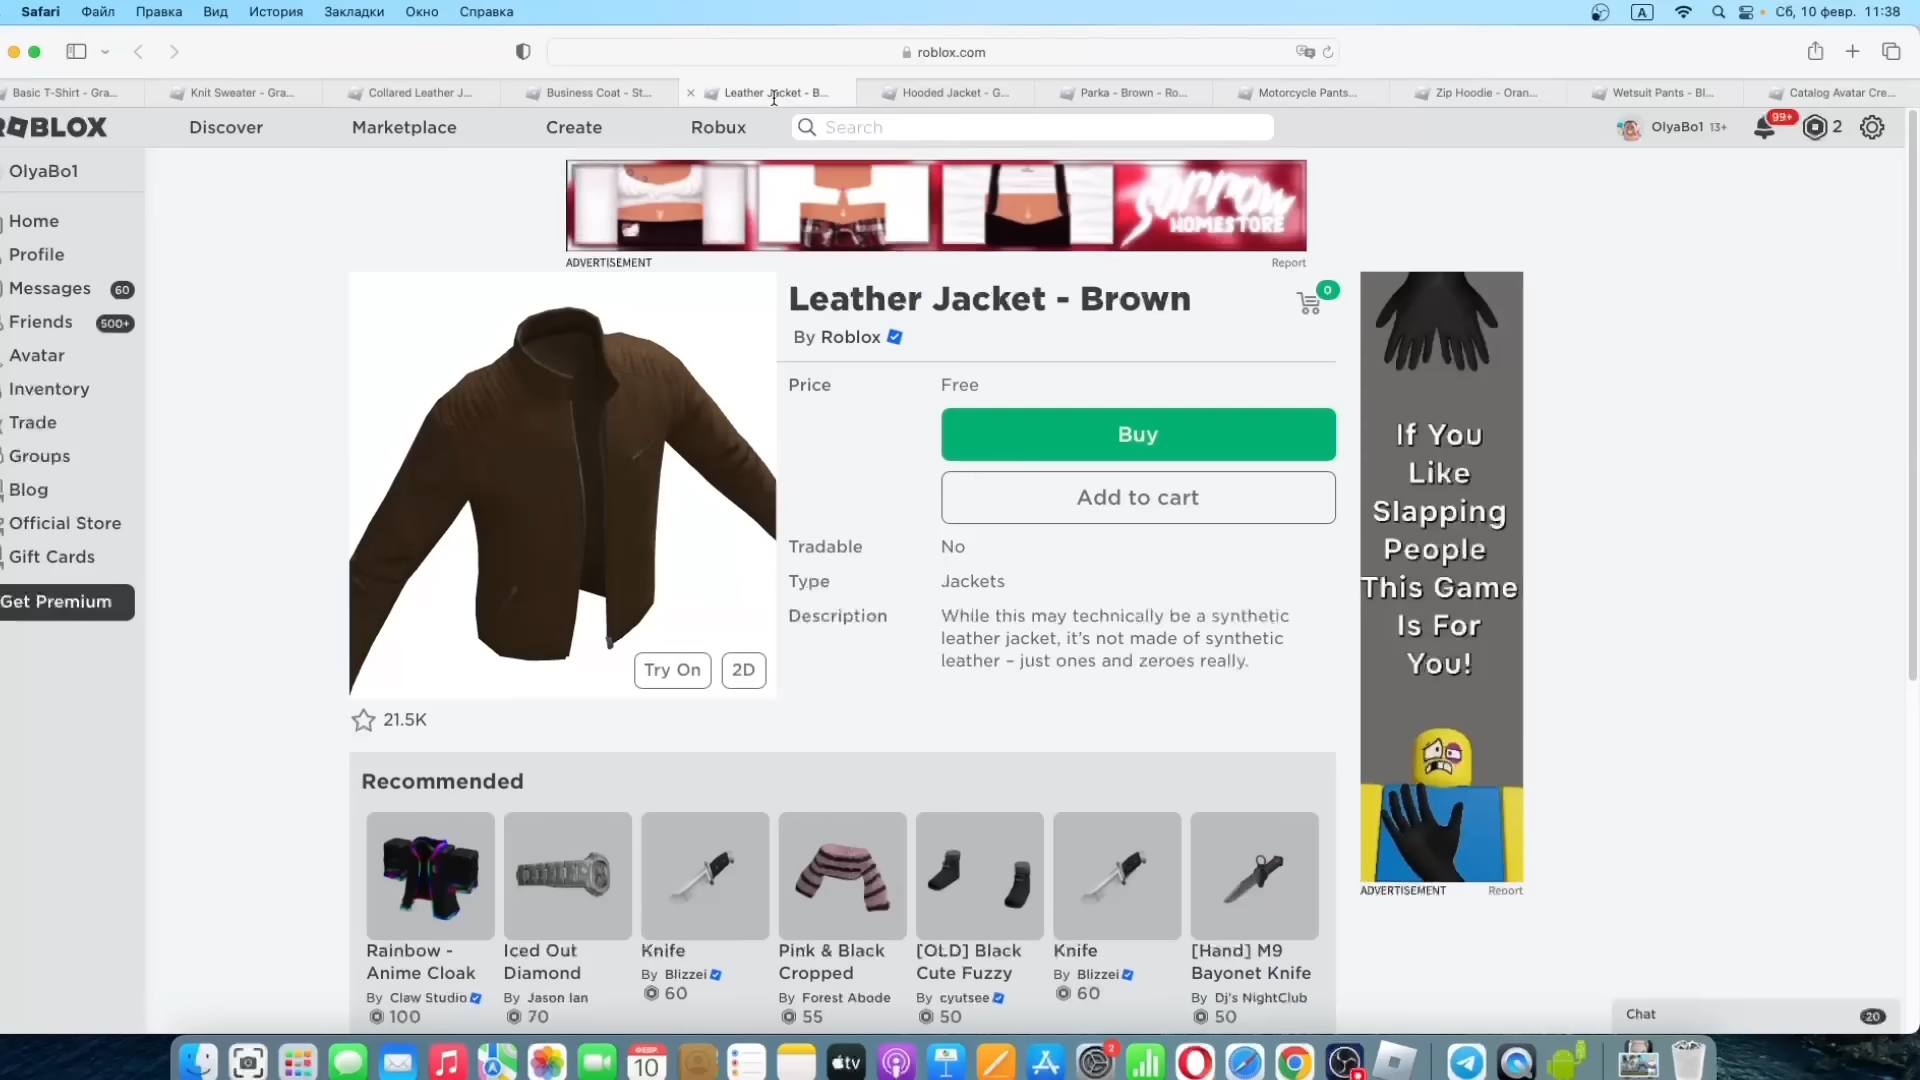 Safari Файл Правка Вид История Закладки Окно Справка A Сб, 10 февр. 11:38
roblox.com
Basic T-Shirt - Gra... Knit Sweater - Gra... Collared Leather J... Business Coat - St... Leather Jacket - B... Hooded Jacket - G... Parka - Brown - Ro... Motorcycle Pants... Zip Hoodie - Oran... Wetsuit Pants - Bl... Catalog Avatar Cre...
ROBLOX Discover Marketplace Create Robux Search OlyaBo1 13+ 99+ 2
OlyaBo1
Home
Profile
Messages 60
Friends 500+
Avatar
Inventory
Trade
Groups
Blog
Official Store
Gift Cards
Get Premium
SORROW
HOMESTORE
ADVERTISEMENT Report
Leather Jacket - Brown 0
By Roblox
Price Free
Buy
Add to cart
Tradable No
Type Jackets
Description While this may technically be a synthetic
leather jacket, it's not made of synthetic
leather – just ones and zeroes really.
Try On 2D
21.5K
If You
Like
Slapping
People
This Game
Is For
You!
ADVERTISEMENT Report
Recommended
Rainbow -
Anime Cloak
By Claw Studio
100
Iced Out
Diamond
By Jason Ian
70
Knife
By Blizzei
60
Pink & Black
Cropped
By Forest Abode
55
[OLD] Black
Cute Fuzzy
By cyutsee
50
Knife
By Blizzei
60
[Hand] M9
Bayonet Knife
By Dj's NightClub
50
Chat 20
ФЕВР.
10
tv
2